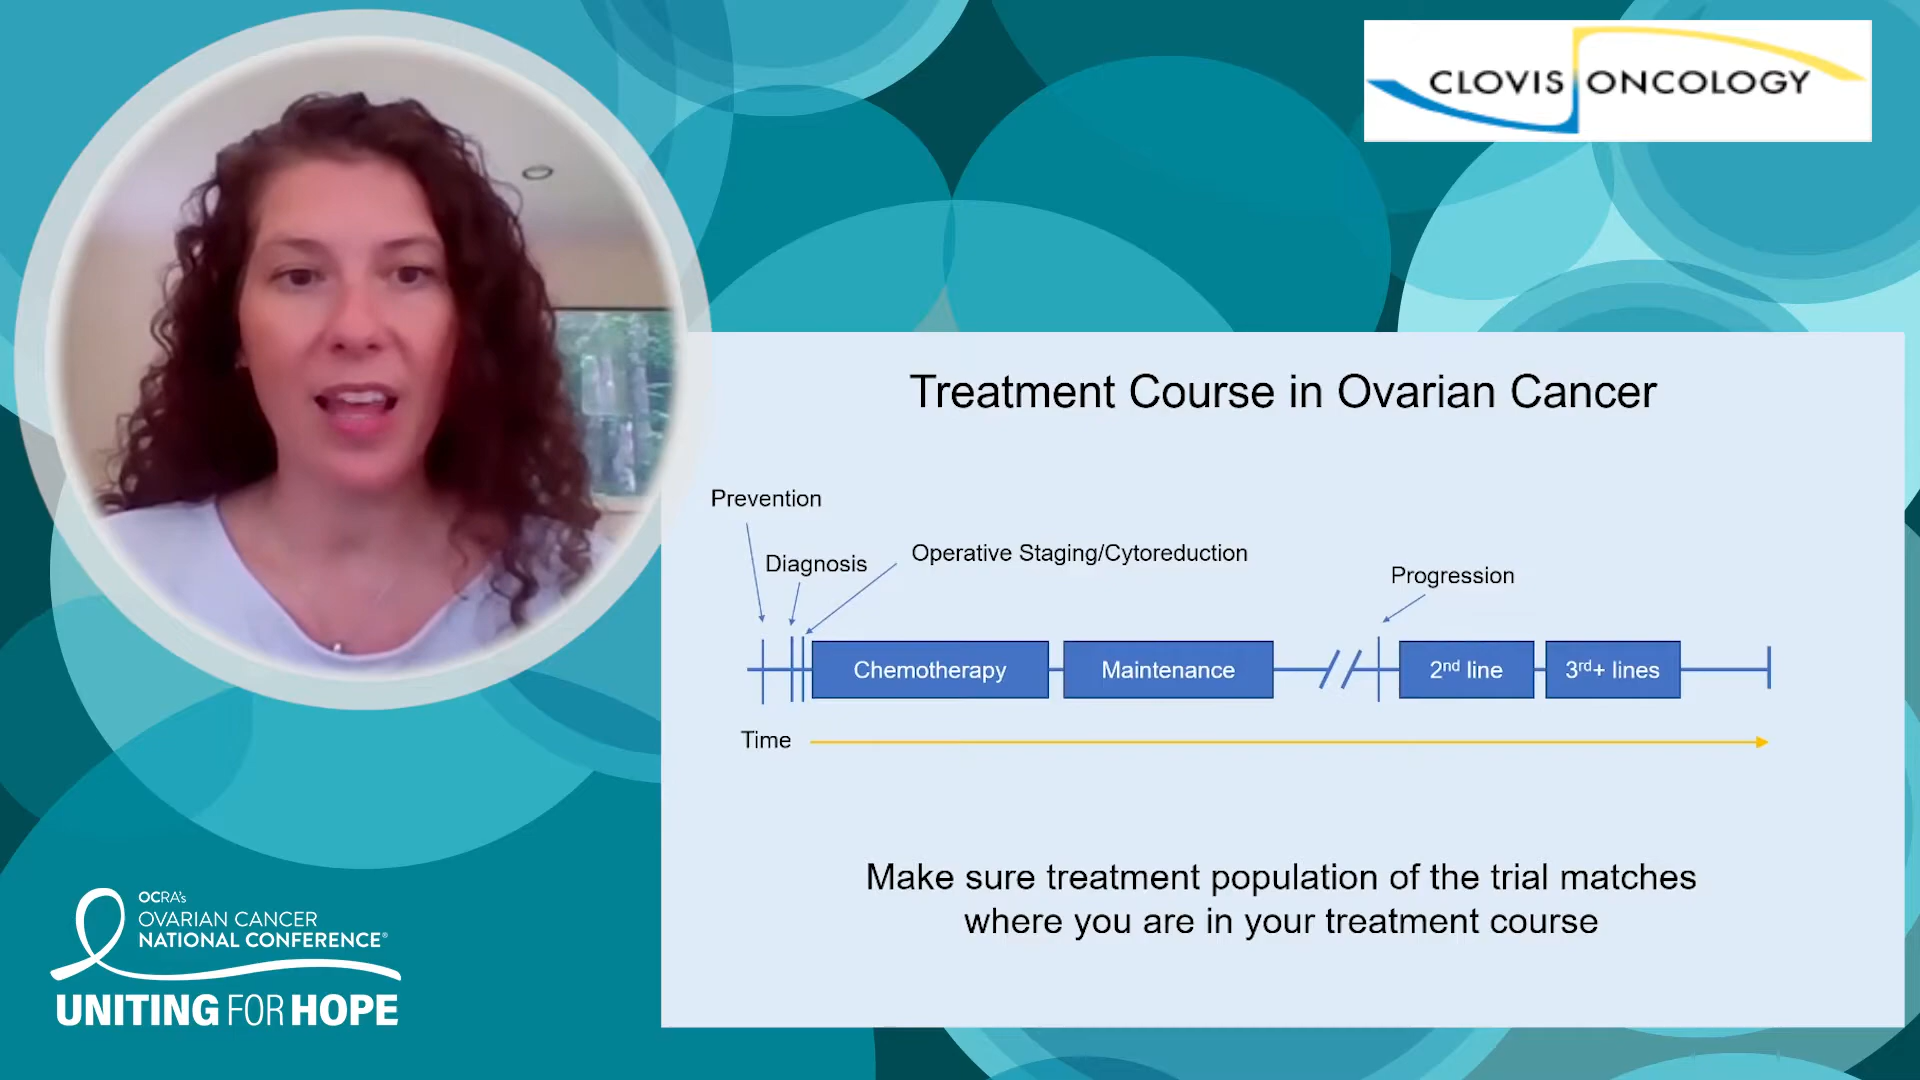 CLOVIS ONCOLOGY
Treatment Course in Ovarian Cancer
Prevention
Diagnosis
Operative Staging/Cytoreduction
Progression
Chemotherapy
Maintenance
2nd line
3rd+ lines
Time
Make sure treatment population of the trial matches
where you are in your treatment course
OCRA's
OVARIAN CANCER
NATIONAL CONFERENCE®
UNITING FOR HOPE